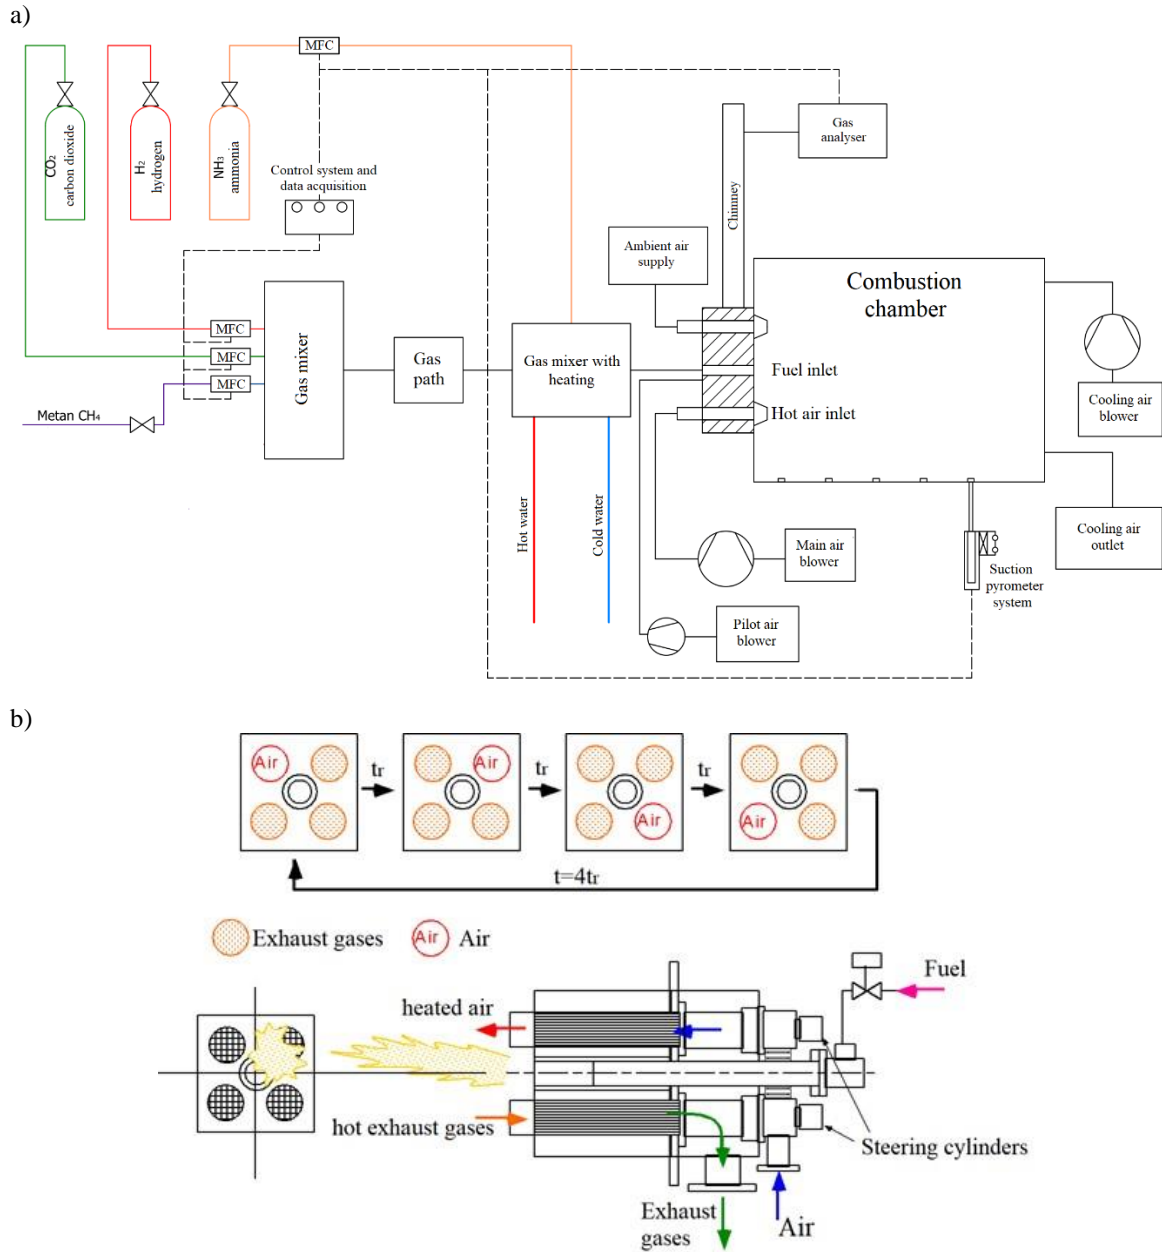 a)
MFC
CO₂
carbon dioxide
H₂
hydrogen
NH₃
ammonia
Control system and
data acquisition
Gas
analyser
Chimney
Ambient air
supply
Combustion
chamber
MFC
MFC
MFC
Gas mixer
Gas
path
Gas mixer with
heating
Fuel inlet
Hot air inlet
Cooling air
blower
Metan CH₄
Hot water
Cold water
Main air
blower
Cooling air
outlet
Suction
pyrometer
system
Pilot air
blower
b)
Air
tr
Air
tr
Air
tr
Air
t=4tr
Exhaust gases
Air
Air
Fuel
heated air
hot exhaust gases
Steering cylinders
Exhaust
gases
Air